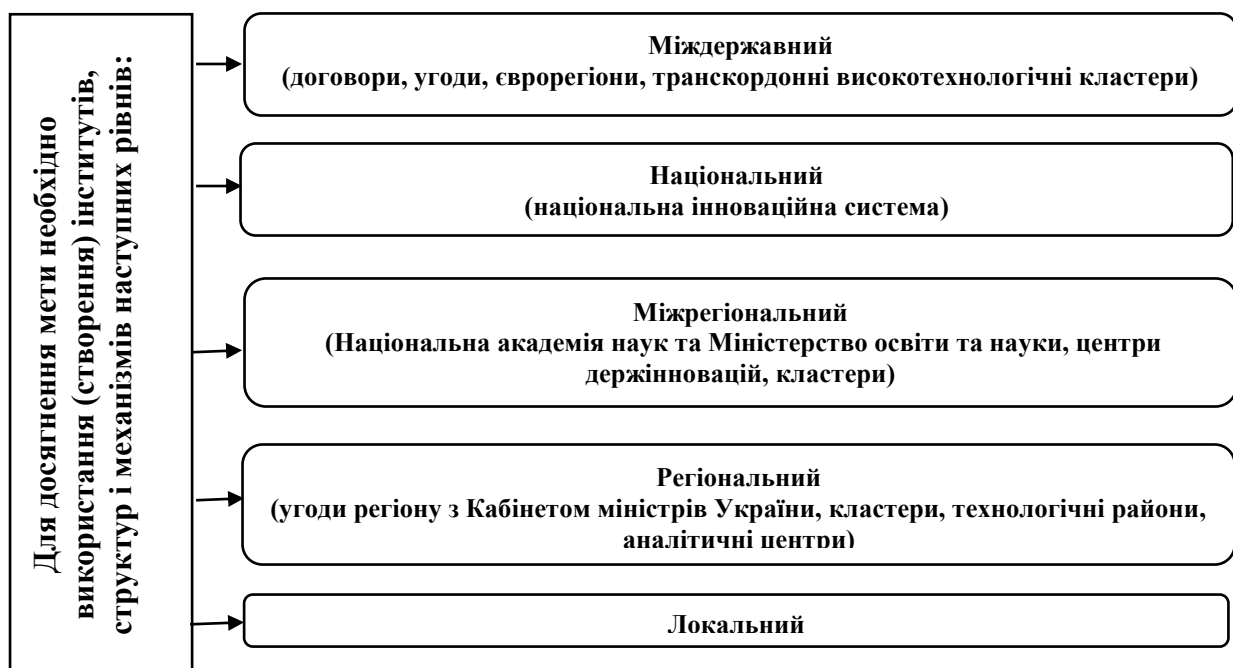 Для досягнення мети необхідно
використання (створення) інститутів,
структур і механізмів наступних рівнів:
Міждержавний
(договори, угоди, єврорегіони, транскордонні високотехнологічні кластери)
Національний
(національна інноваційна система)
Міжрегіональний
(Національна академія наук та Міністерство освіти та науки, центри
держінновацій, кластери)
Регіональний
(угоди регіону з Кабінетом міністрів України, кластери, технологічні райони,
аналітичні центри)
Локальний